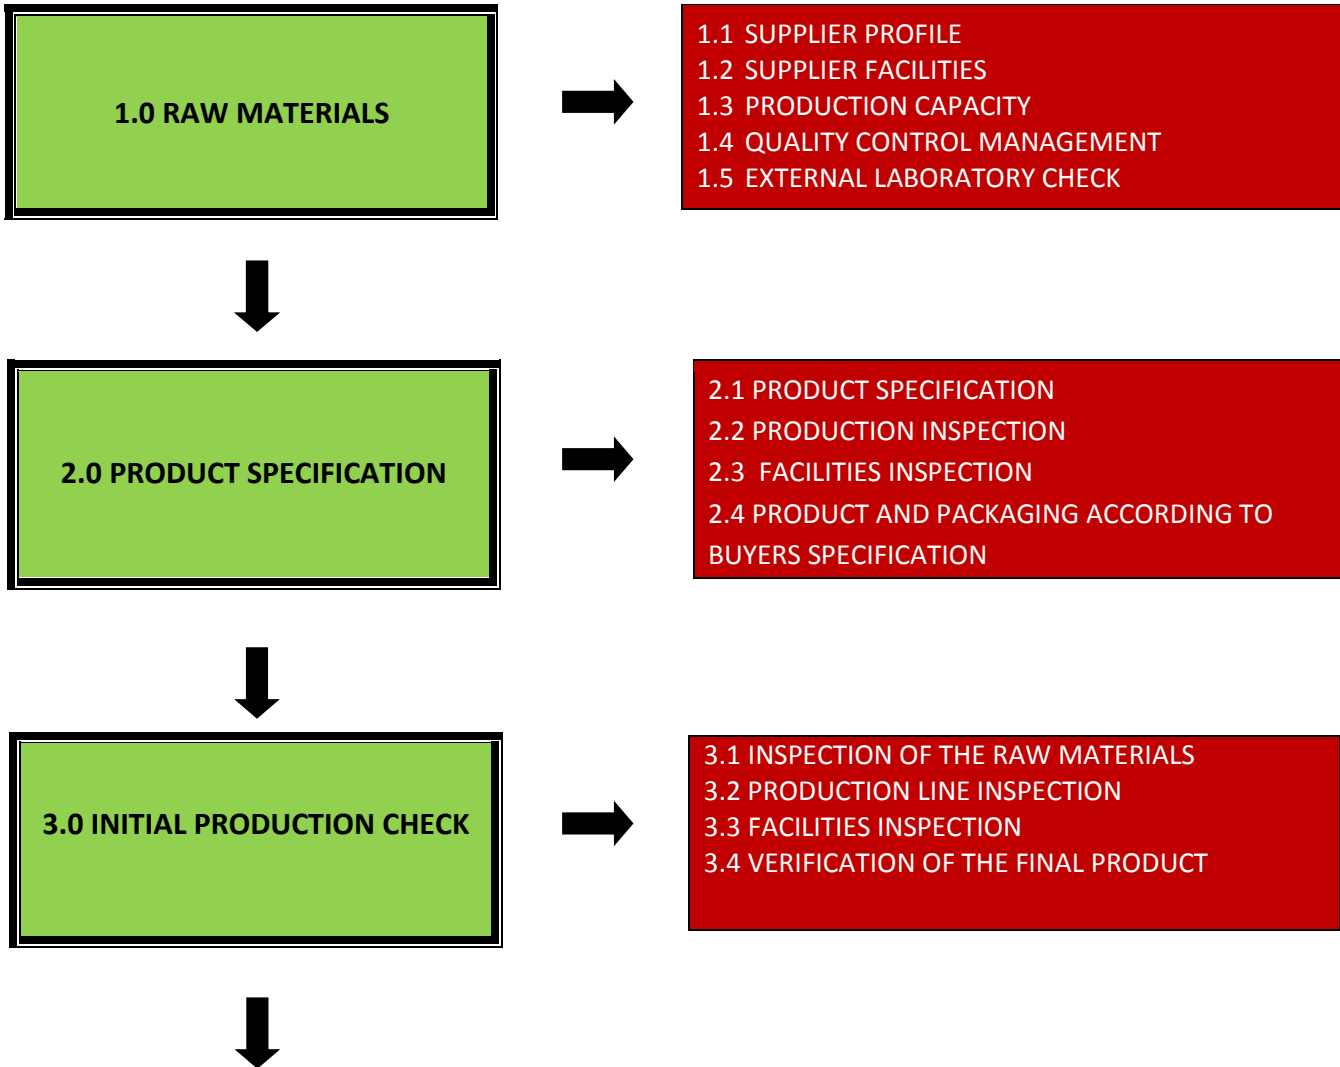 1.0 RAW MATERIALS
1.1 SUPPLIER PROFILE
1.2 SUPPLIER FACILITIES
1.3 PRODUCTION CAPACITY
1.4 QUALITY CONTROL MANAGEMENT
1.5 EXTERNAL LABORATORY CHECK
2.0 PRODUCT SPECIFICATION
2.1 PRODUCT SPECIFICATION
2.2 PRODUCTION INSPECTION
2.3 FACILITIES INSPECTION
2.4 PRODUCT AND PACKAGING ACCORDING TO
BUYERS SPECIFICATION
3.0 INITIAL PRODUCTION CHECK
3.1 INSPECTION OF THE RAW MATERIALS
3.2 PRODUCTION LINE INSPECTION
3.3 FACILITIES INSPECTION
3.4 VERIFICATION OF THE FINAL PRODUCT